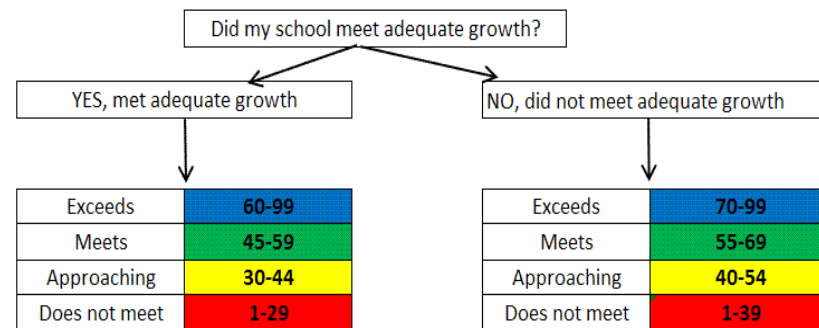 Did my school meet adequate growth?
YES, met adequate growth
NO, did not meet adequate growth
Exceeds 60-99
Meets 45-59
Approaching 30-44
Does not meet 1-29
Exceeds 70-99
Meets 55-69
Approaching 40-54
Does not meet 1-39